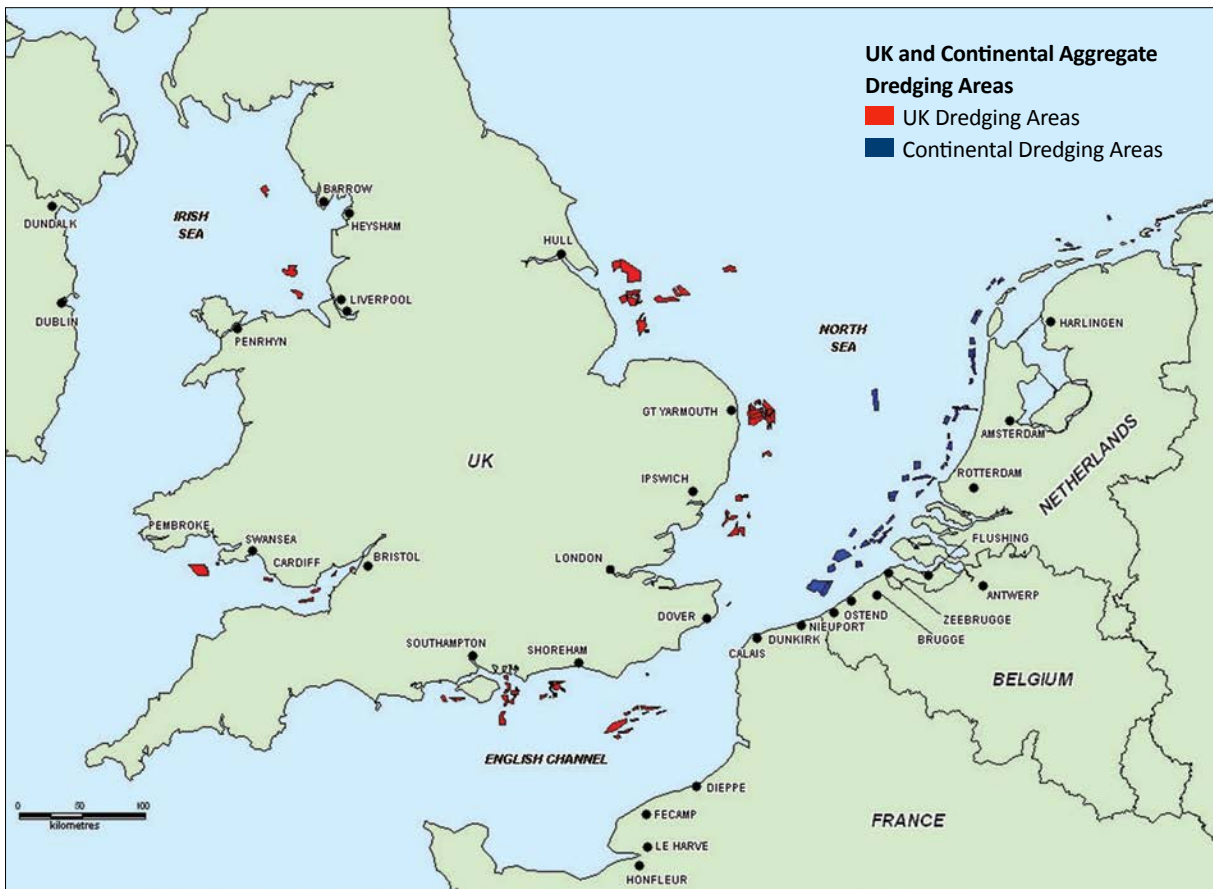 UK and Continental Aggregate
Dredging Areas
UK Dredging Areas
Continental Dredging Areas
BARROW
IRISH
SEA
DUNDALK
HEYSHAM
HULL
LIVERPOOL
DUBLIN
PENRHYN
NORTH
SEA
HARLINGEN
GT YARMOUTH
AMSTERDAM
UK
NETHERLANDS
IPSWICH
ROTTERDAM
PEMBROKE
SWANSEA
CARDIFF
BRISTOL
LONDON
FLUSHING
ANTWERP
DOVER
OSTEND
ZEEBRUGGE
NIEUPORT
BRUGGE
DUNKIRK
CALAIS
SOUTHAMPTON
SHOREHAM
BELGIUM
ENGLISH CHANNEL
DIEPPE
FECAMP
FRANCE
0 50 100
kilometres
LE HARVE
HONFLEUR